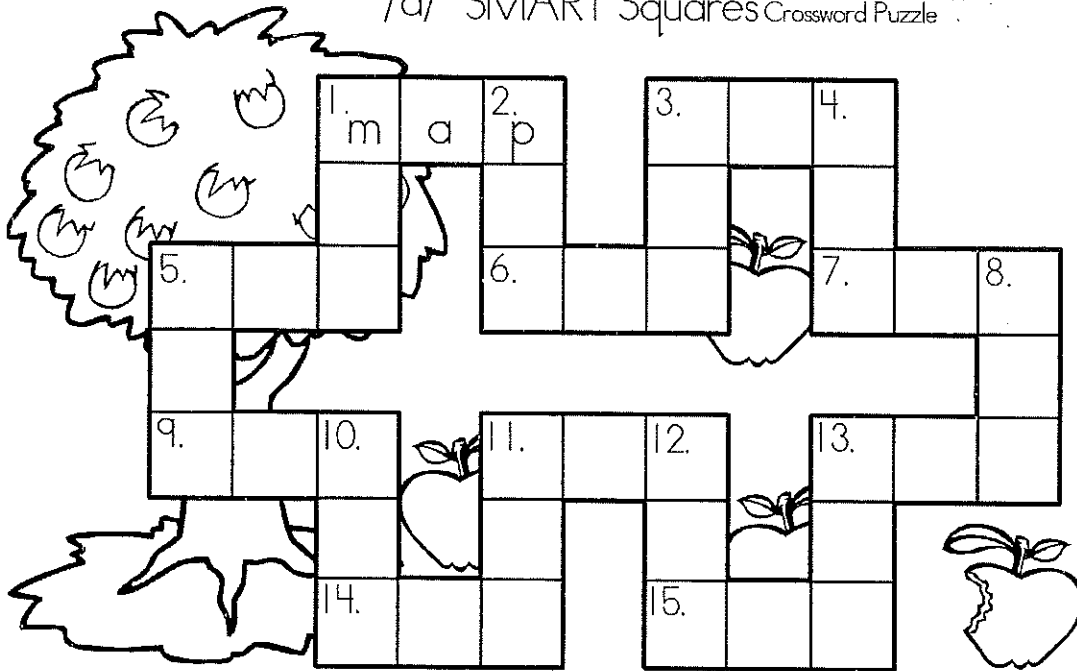 /a/ SMART Squares Crossword Puzzle
1. m a 2. p 3. 4.
5. 6. 7. 8.
9. 10. 11. 12. 13.
14. 15.